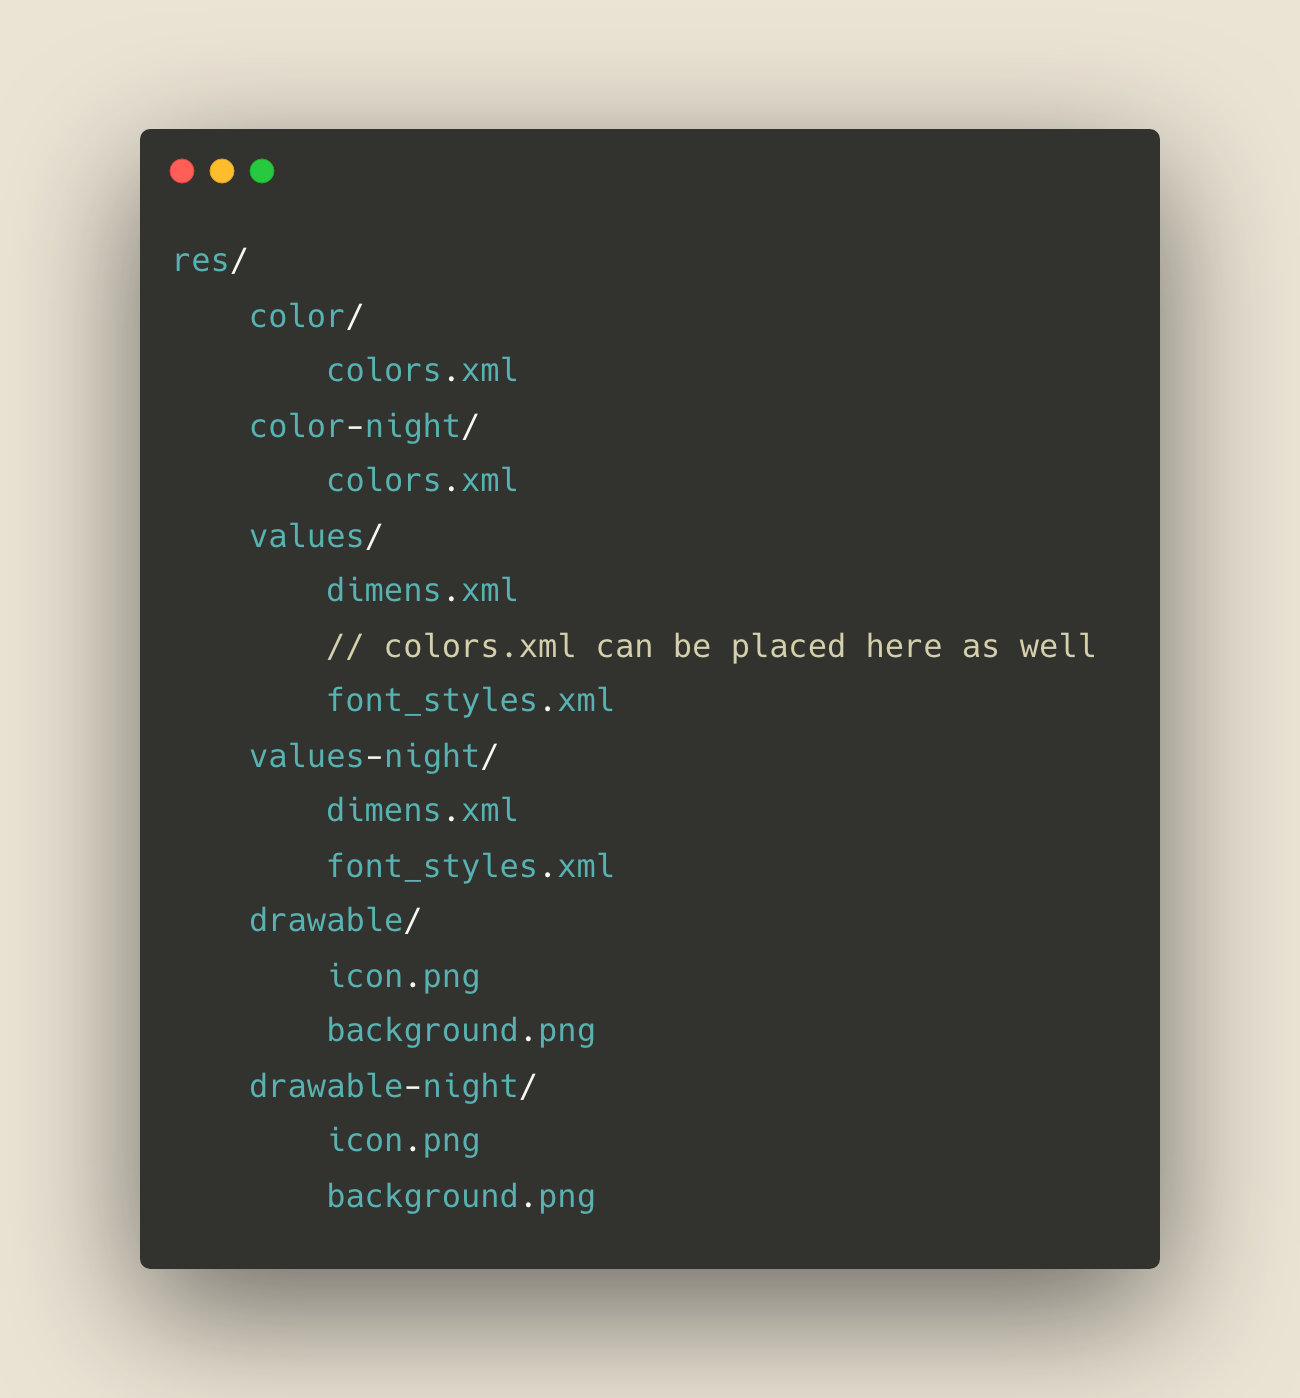 res/
    color/
        colors.xml
    color-night/
        colors.xml
    values/
        dimens.xml
        // colors.xml can be placed here as well
        font_styles.xml
    values-night/
        dimens.xml
        font_styles.xml
    drawable/
        icon.png
        background.png
    drawable-night/
        icon.png
        background.png